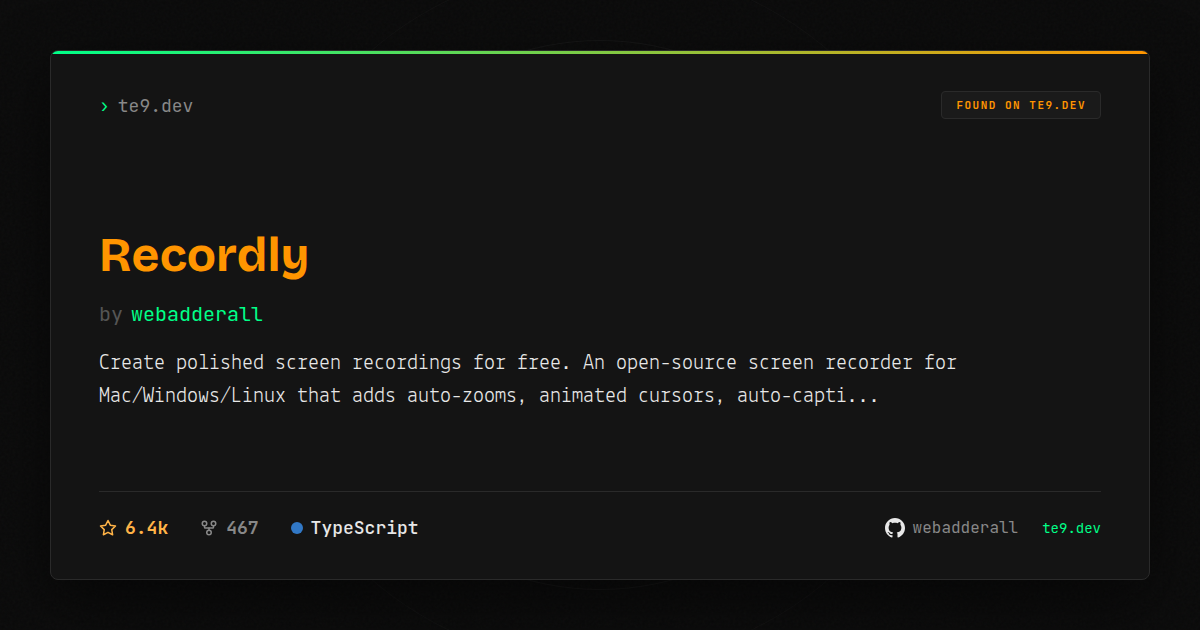 › te9.dev
FOUND ON TE9.DEV
Recordly
by webadderall
Create polished screen recordings for free. An open-source screen recorder for
Mac/Windows/Linux that adds auto-zooms, animated cursors, auto-capti...
6.4k 467 TypeScript
webadderall te9.dev